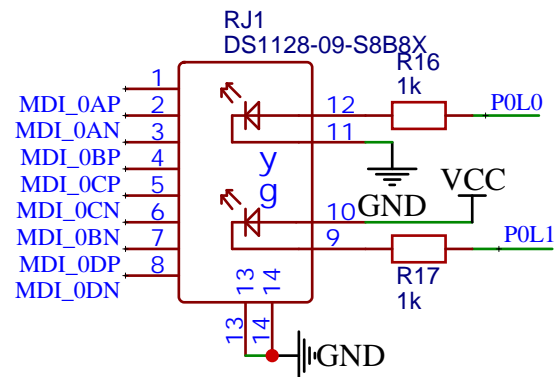 RJ1
DS1128-09-S8B8X
R16
1k
1
MDI_0AP
2
MDI_0AN
3
MDI_0BP
4
MDI_0CP
5
MDI_0CN
6
MDI_0BN
7
MDI_0DP
8
MDI_0DN
12
P0L0
11
y
g
GND
VCC
10
9
P0L1
R17
1k
13
14
13
14
GND